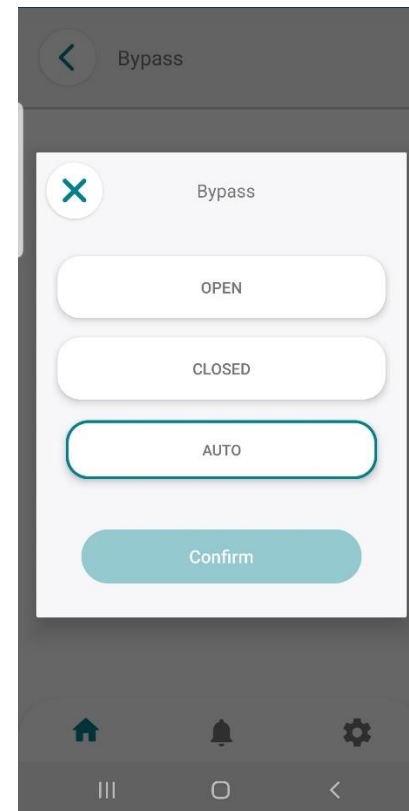 Bypass
Bypass
OPEN
CLOSED
AUTO
Confirm